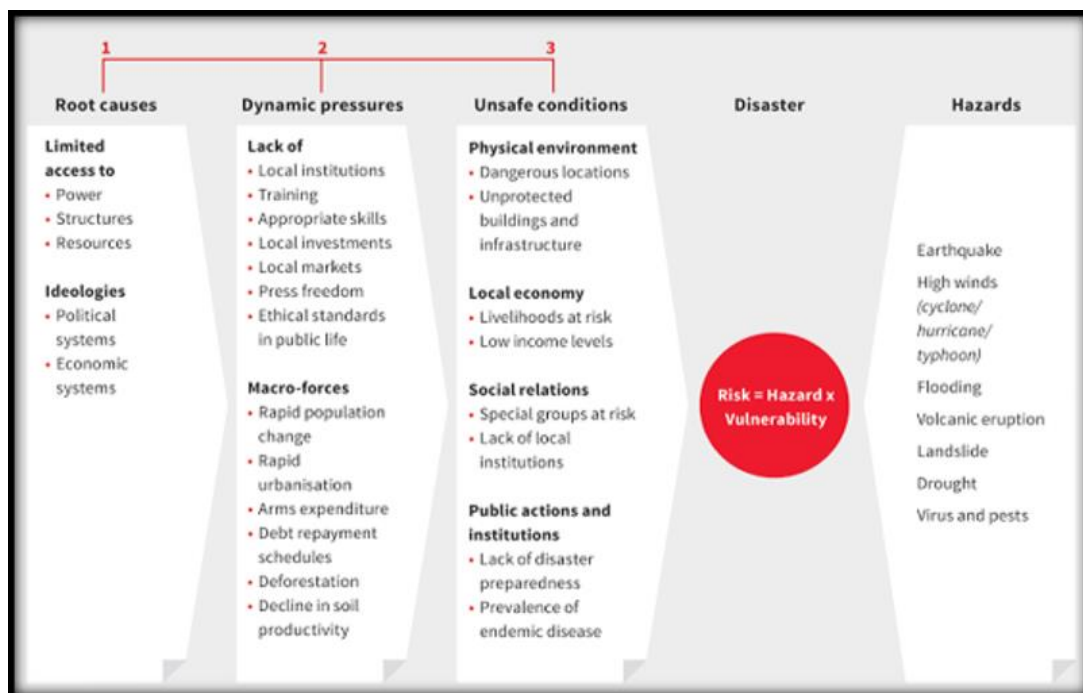 1
2
3
Root causes
Dynamic pressures
Unsafe conditions
Disaster
Hazards
Limited
access to
• Power
• Structures
• Resources
Ideologies
• Political
systems
• Economic
systems
Lack of
• Local institutions
• Training
• Appropriate skills
• Local investments
• Local markets
• Press freedom
• Ethical standards
in public life
Macro-forces
• Rapid population
change
• Rapid
urbanisation
• Arms expenditure
• Debt repayment
schedules
• Deforestation
• Decline in soil
productivity
Physical environment
• Dangerous locations
• Unprotected
buildings and
infrastructure
Local economy
• Livelihoods at risk
• Low income levels
Social relations
• Special groups at risk
• Lack of local
institutions
Public actions and
institutions
• Lack of disaster
preparedness
• Prevalence of
endemic disease
Risk = Hazard x
Vulnerability
Earthquake
High winds
(cyclone/
hurricane/
typhoon)
Flooding
Volcanic eruption
Landslide
Drought
Virus and pests